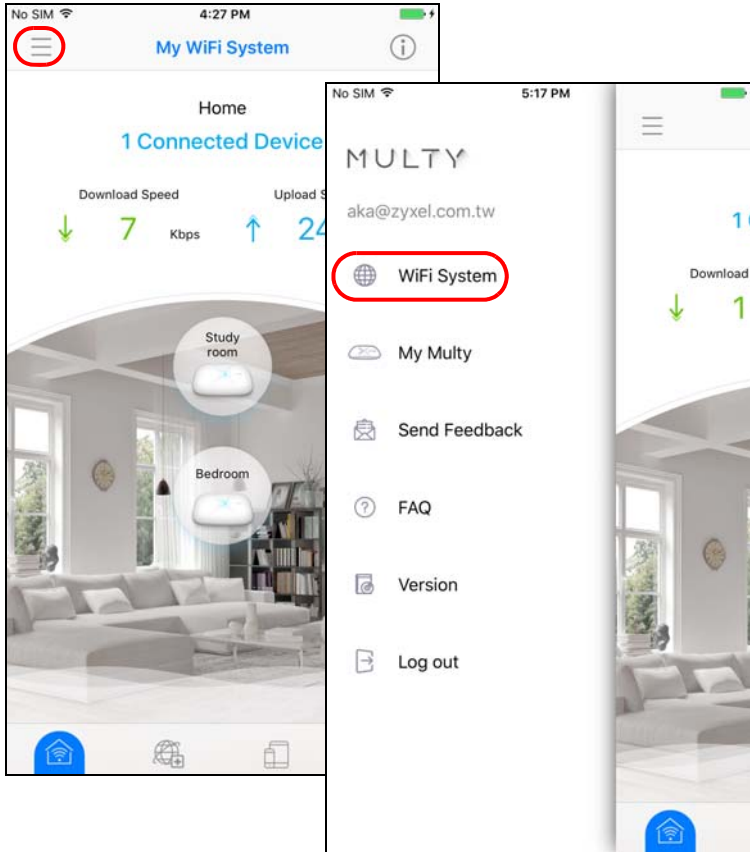 No SIM 4:27 PM
My WiFi System
Home
1 Connected Device
Download Speed Upload S
7 Kbps 24
Study
room
Bedroom
No SIM 5:17 PM
MULTY
aka@zyxel.com.tw
WiFi System
My Multy
Send Feedback
FAQ
Version
Log out
1
Download
1